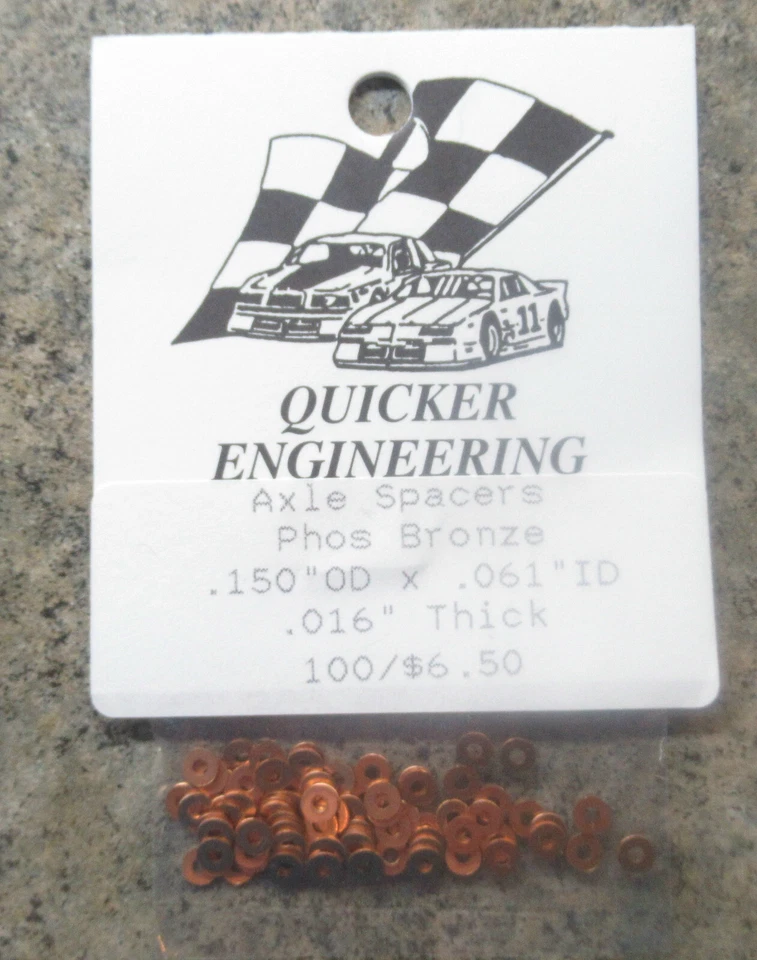 11
QUICKER
ENGINEERING
Axle Spacers
Phos Bronze
.150"OD x .061"ID
.016" Thick
100/$6.50